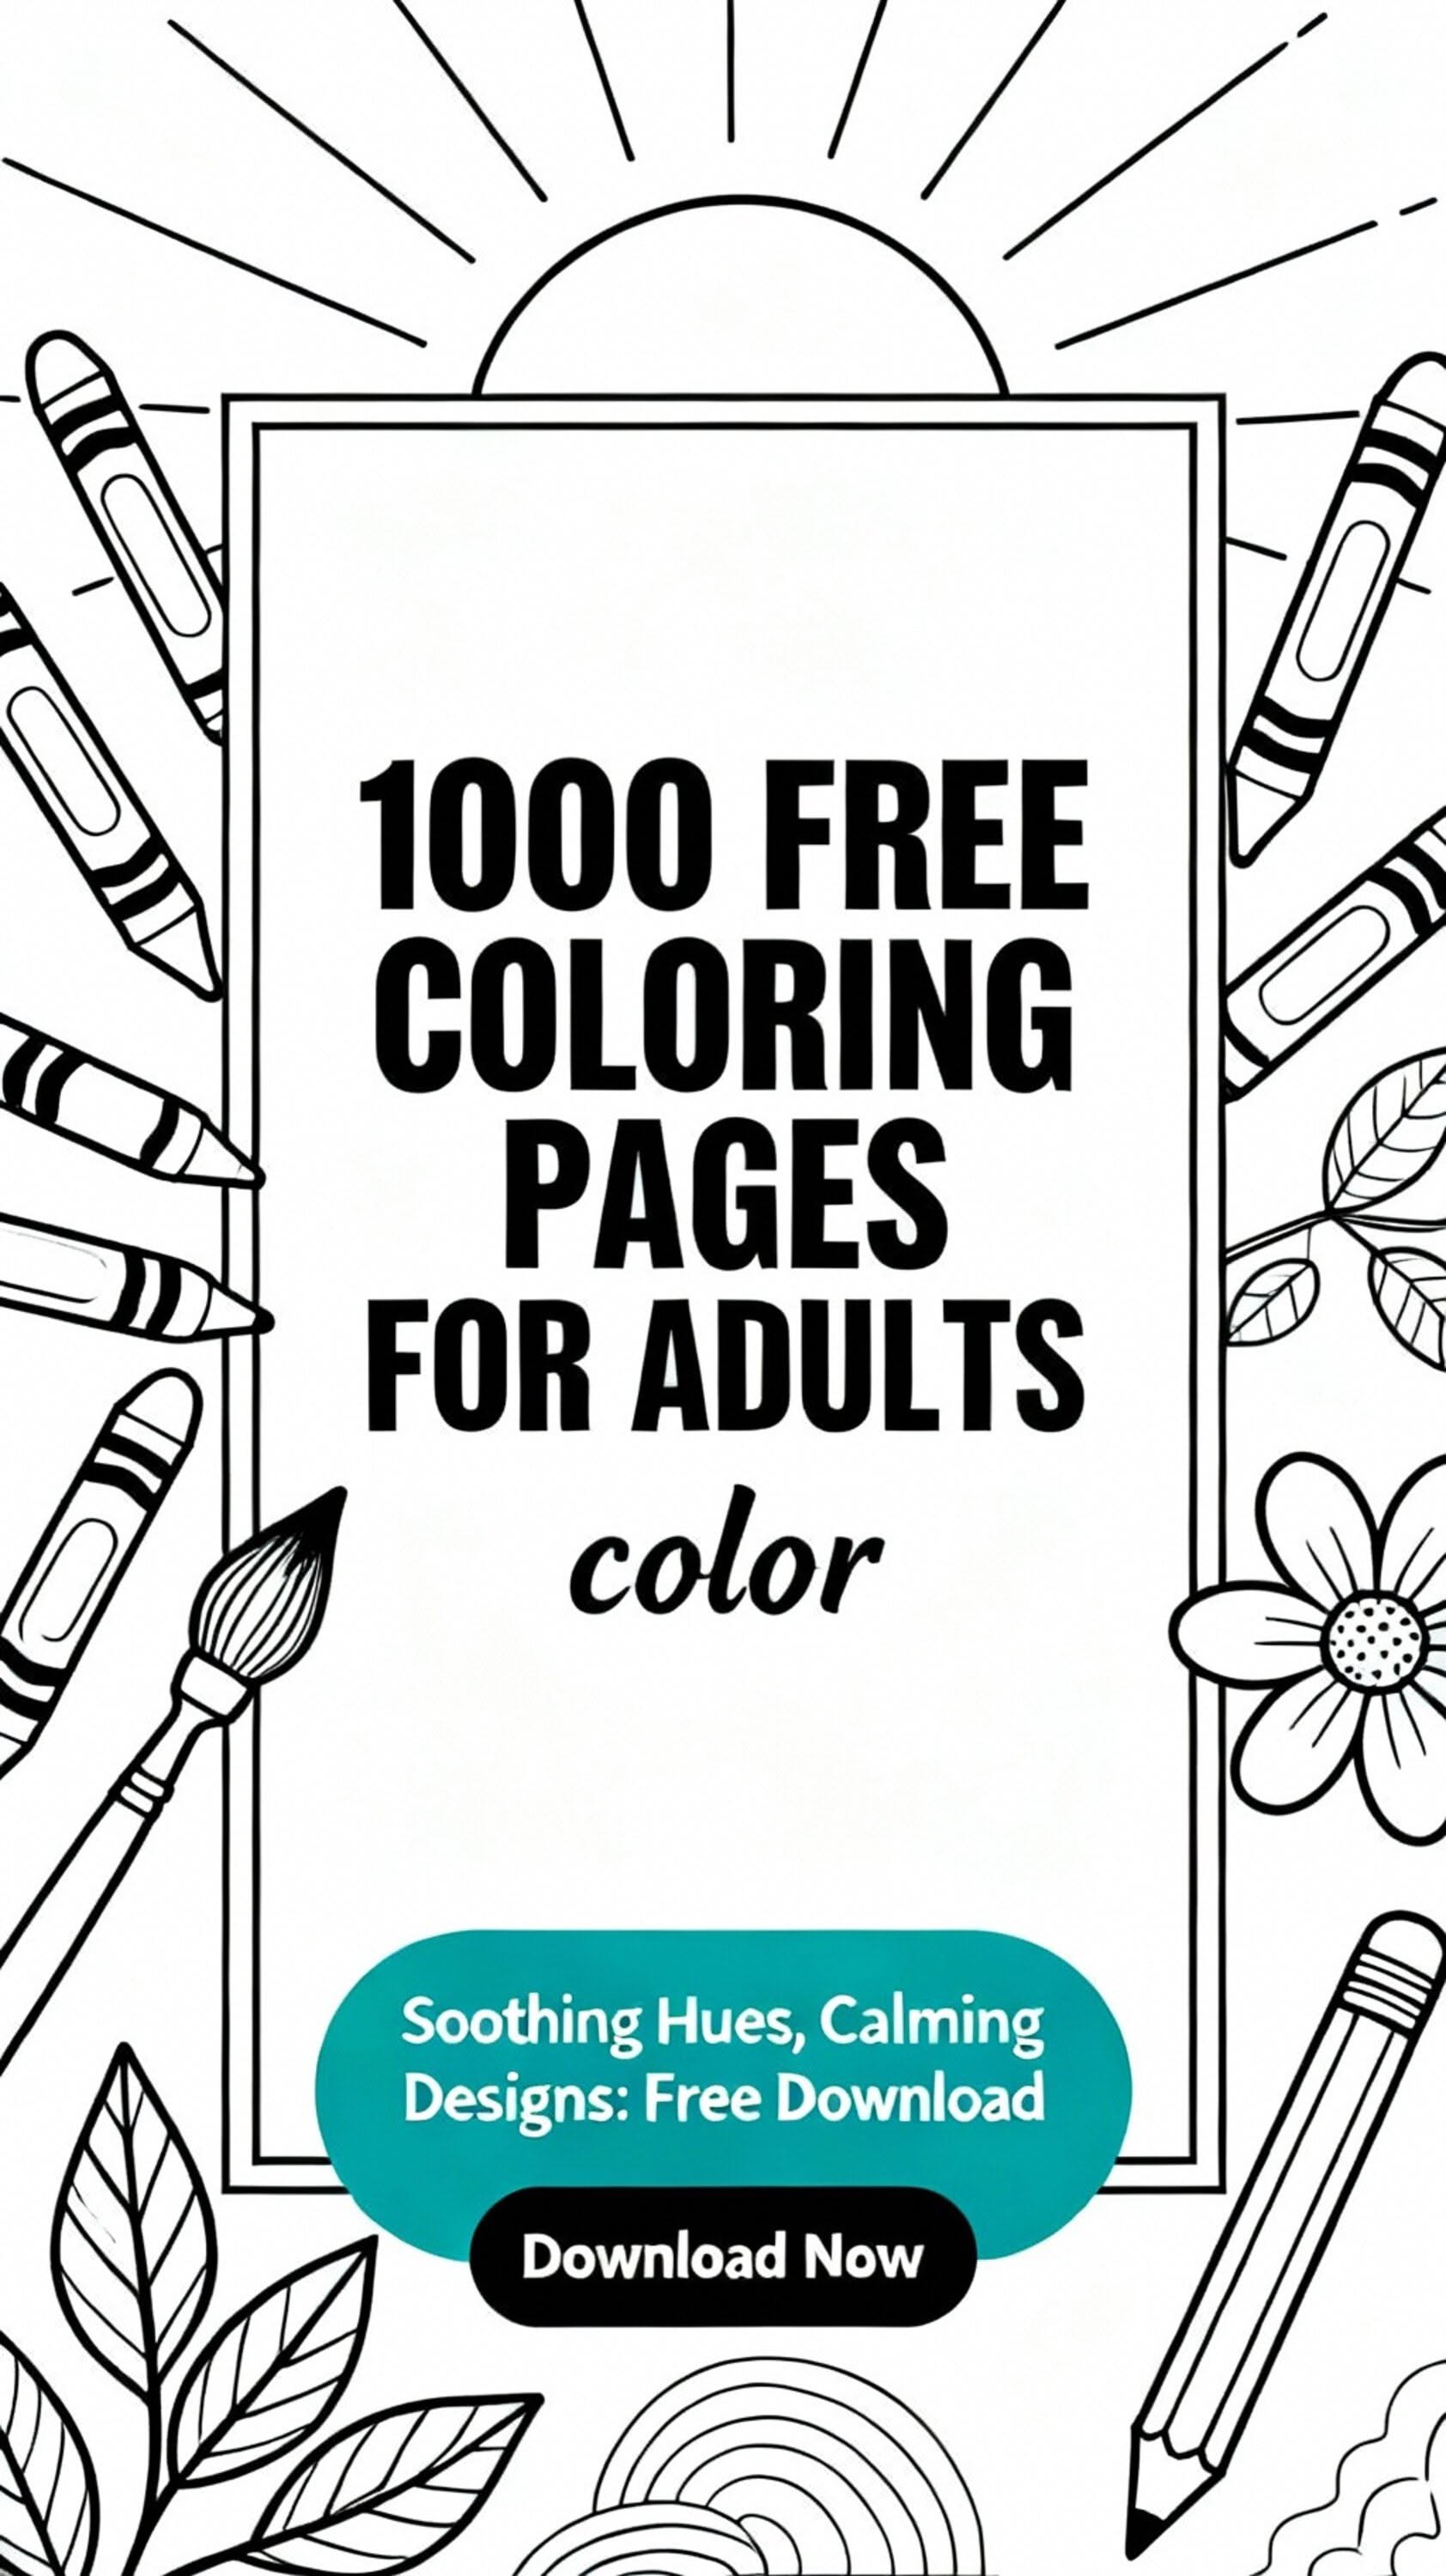 1000 FREE
COLORING
PAGES
FOR ADULTS
color
Soothing Hues, Calming
Designs: Free Download
Download Now